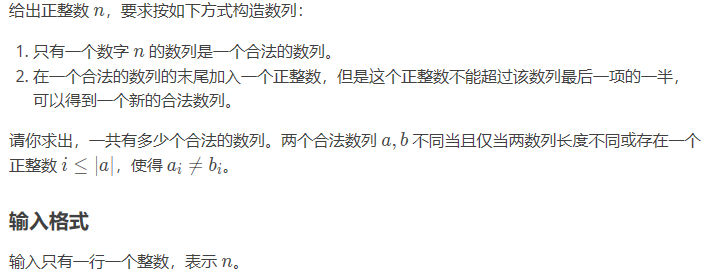 给出正整数 n，要求按如下方式构造数列：
1. 只有一个数字 n 的数列是一个合法的数列。
2. 在一个合法的数列的末尾加入一个正整数，但是这个正整数不能超过该数列最后一项的一半，
可以得到一个新的合法数列。
请你求出，一共有多少个合法的数列。两个合法数列 a, b 不同当且仅当两数列长度不同或存在一个
正整数 i ≤ |a|，使得 aᵢ ≠ bᵢ。
输入格式
输入只有一行一个整数，表示 n。